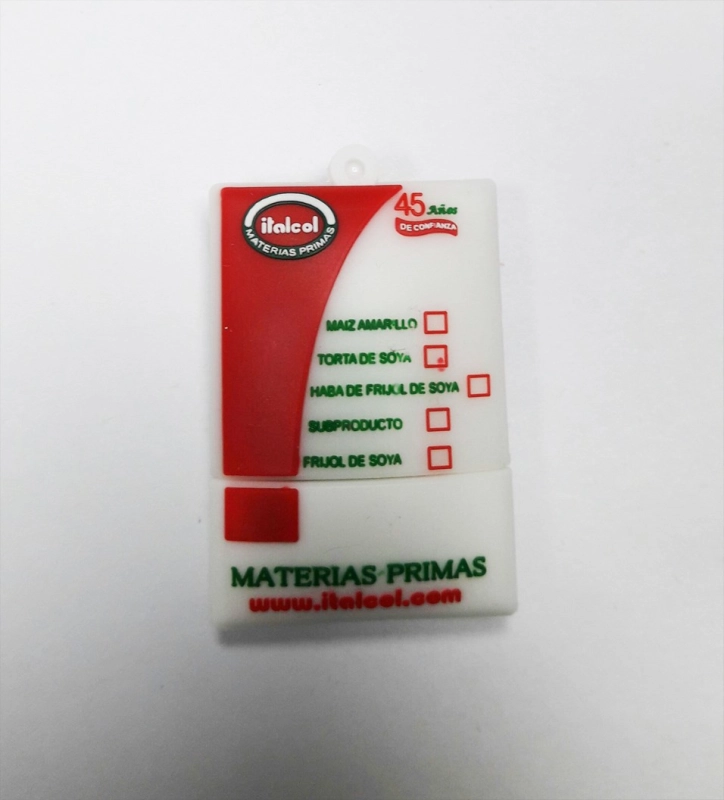 italcol
MATERIAS PRIMAS
45 Años
DE CONFIANZA
MAIZ AMARILLO
TORTA DE SOYA
HABA DE FRIJOL DE SOYA
SUBPRODUCTO
FRIJOL DE SOYA
MATERIAS PRIMAS
www.italcol.com